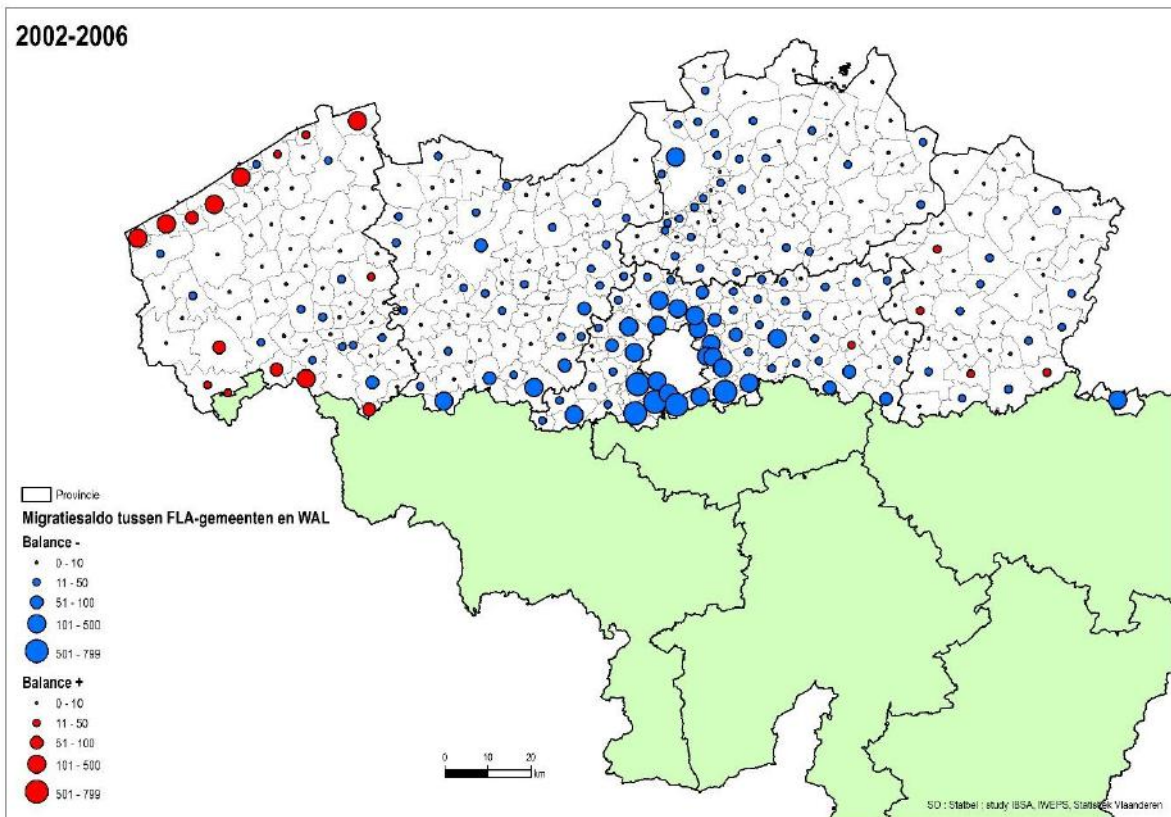 2002-2006
Provincie
Migratiesaldo tussen FLA-gemeenten en WAL
Balance -
0 - 10
11 - 50
51 - 100
101 - 500
501 - 799
Balance +
0 - 10
11 - 50
51 - 100
101 - 500
501 - 799
0 10 20
km
SD : Statbel ; study IBSA, IWEPS, Statistiek Vlaanderen